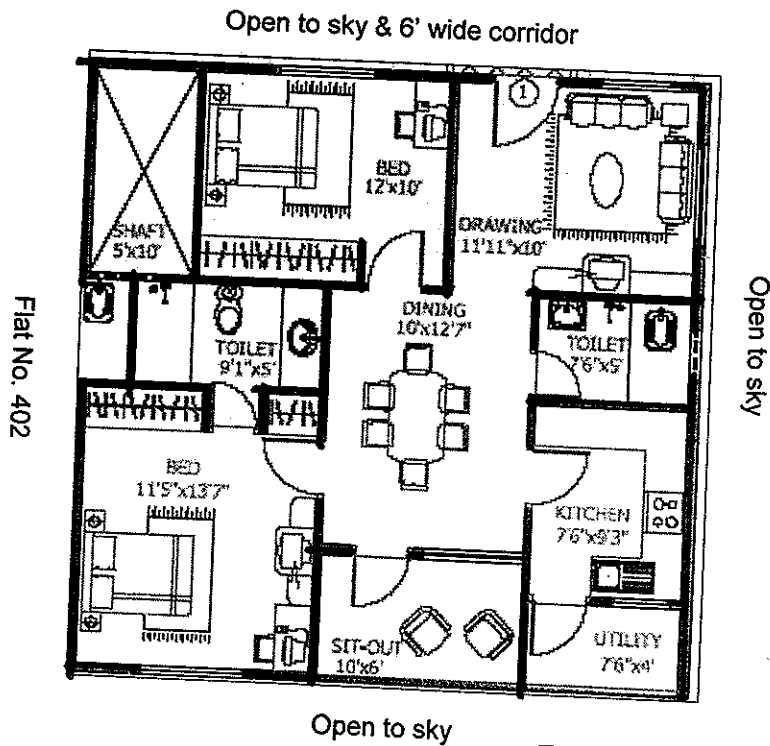 Open to sky & 6' wide corridor
1
BED
12'x10'
SHAFT
5'x10'
DRAWING
11'11"x10'
DINING
10'x12'7"
TOILET
9'1"x5'
TOILET
7'6"x5'
Flat No. 402
Open to sky
BED
11'5"x13'7"
KITCHEN
7'6"x9'3"
SIT-OUT
10'x6'
UTILITY
7'6"x4'
Open to sky